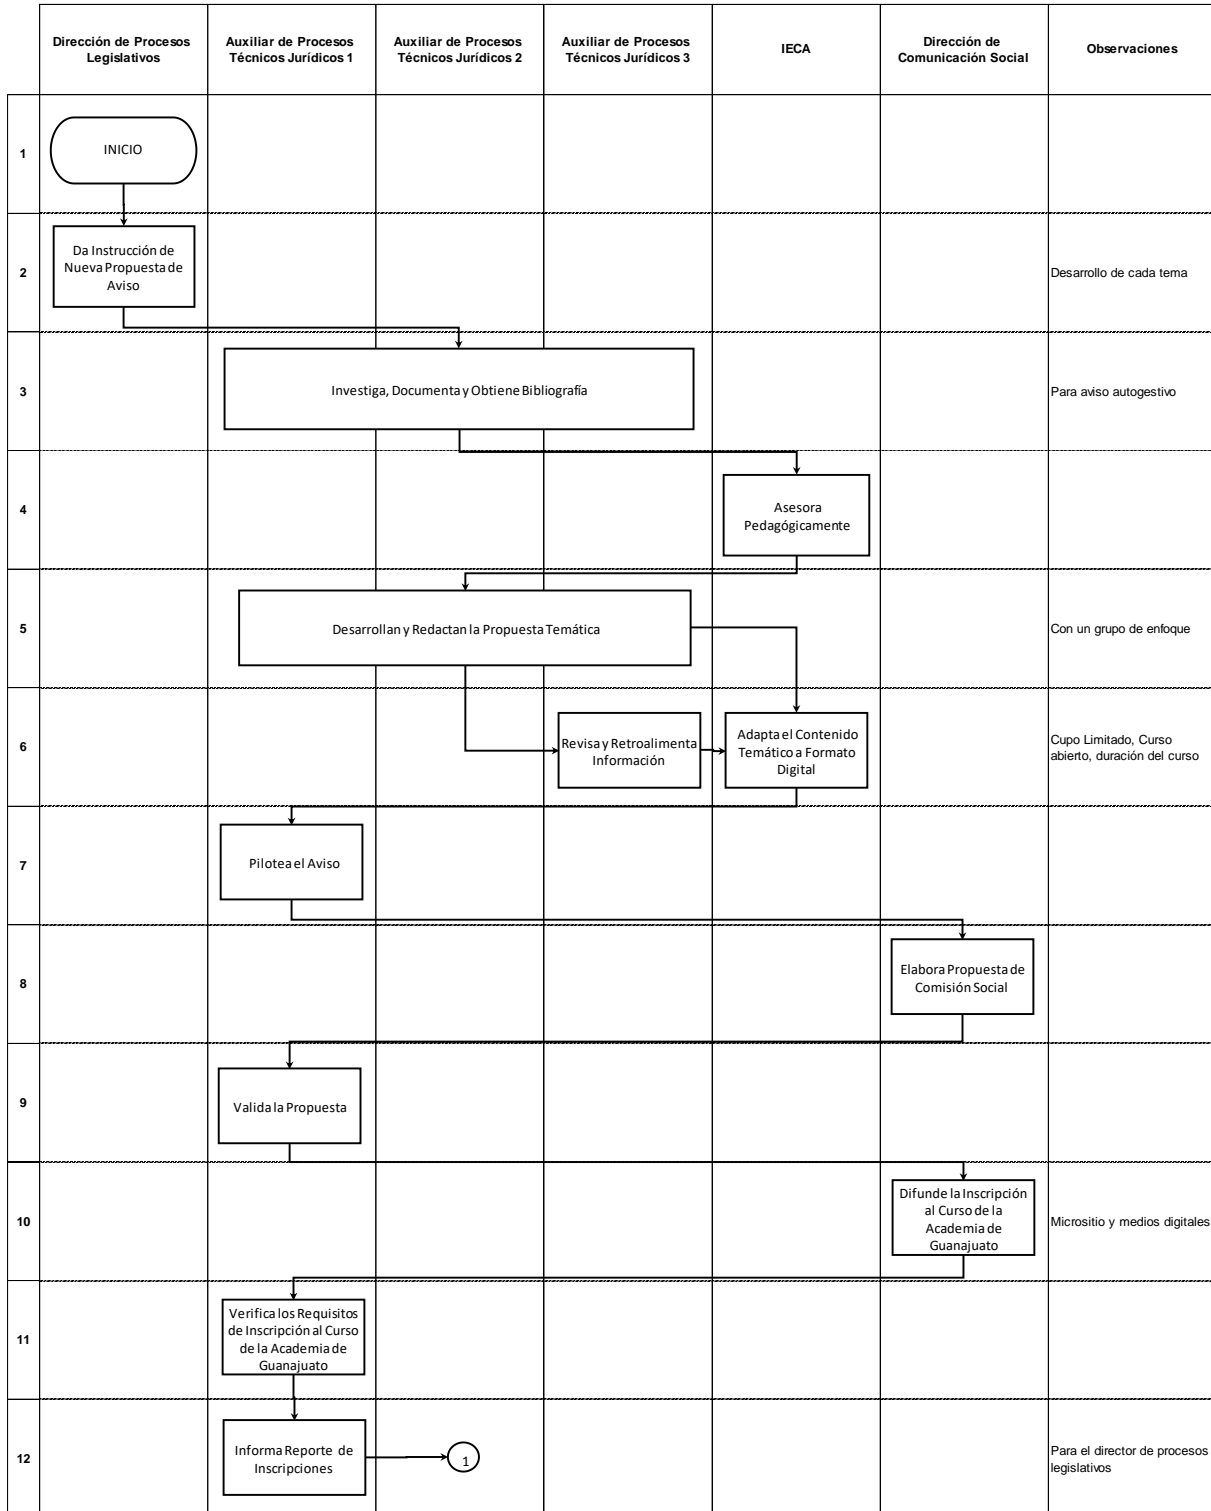 Dirección de Procesos
Legislativos
Auxiliar de Procesos
Técnicos Jurídicos 1
Auxiliar de Procesos
Técnicos Jurídicos 2
Auxiliar de Procesos
Técnicos Jurídicos 3
IECA
Dirección de
Comunicación Social
Observaciones
1
INICIO
2
Da Instrucción de
Nueva Propuesta de
Aviso
Desarrollo de cada tema
3
Investiga, Documenta y Obtiene Bibliografía
Para aviso autogestivo
4
Asesora
Pedagógicamente
5
Desarrollan y Redactan la Propuesta Temática
Con un grupo de enfoque
6
Revisa y Retroalimenta
Información
Adapta el Contenido
Temático a Formato
Digital
Cupo Limitado, Curso
abierto, duración del curso
7
Pilotea el Aviso
8
Elabora Propuesta de
Comisión Social
9
Valida la Propuesta
10
Difunde la Inscripción
al Curso de la
Academia de
Guanajuato
Micrositio y medios digitales
11
Verifica los Requisitos
de Inscripción al Curso
de la Academia de
Guanajuato
12
Informa Reporte de
Inscripciones
1
Para el director de procesos
legislativos